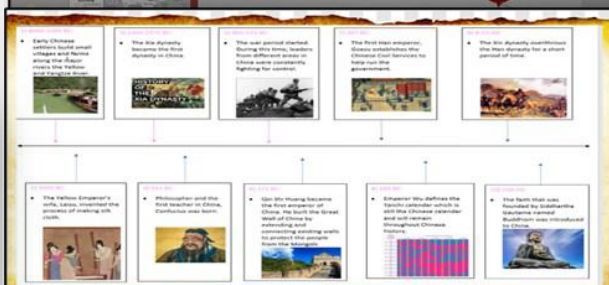 Early Chinese
settlers build small
villages and farms
along the major
rivers the Yellow
and Yangtze River.
The Xia dynasty
became the first
dynasty in China.
HISTORY
OF
THE
XIA DYNASTY
The war period started.
During this time, leaders
from different areas in
China were constantly
fighting for control.
The first Han emperor,
Gaozu establishes the
Chinese Civil Services to
help run the
government.
The Xin dynasty overthrows
the Han dynasty for a short
period of time.
The Yellow Emperor's
wife, Leizu, invented the
process of making silk
cloth.
Philosopher and the
first teacher in China,
Confucius was born.
Qin Shi Huang became
the first emperor of
China. He built the Great
Wall of China by
extending and
connecting existing walls
to protect the people
from the Mongols.
Emperor Wu defines the
Taichi calendar which is
still the Chinese calendar
and will remain
throughout Chinese
history.
The faith that was
founded by Siddhartha
Gautama named
Buddhism was introduced
to China.